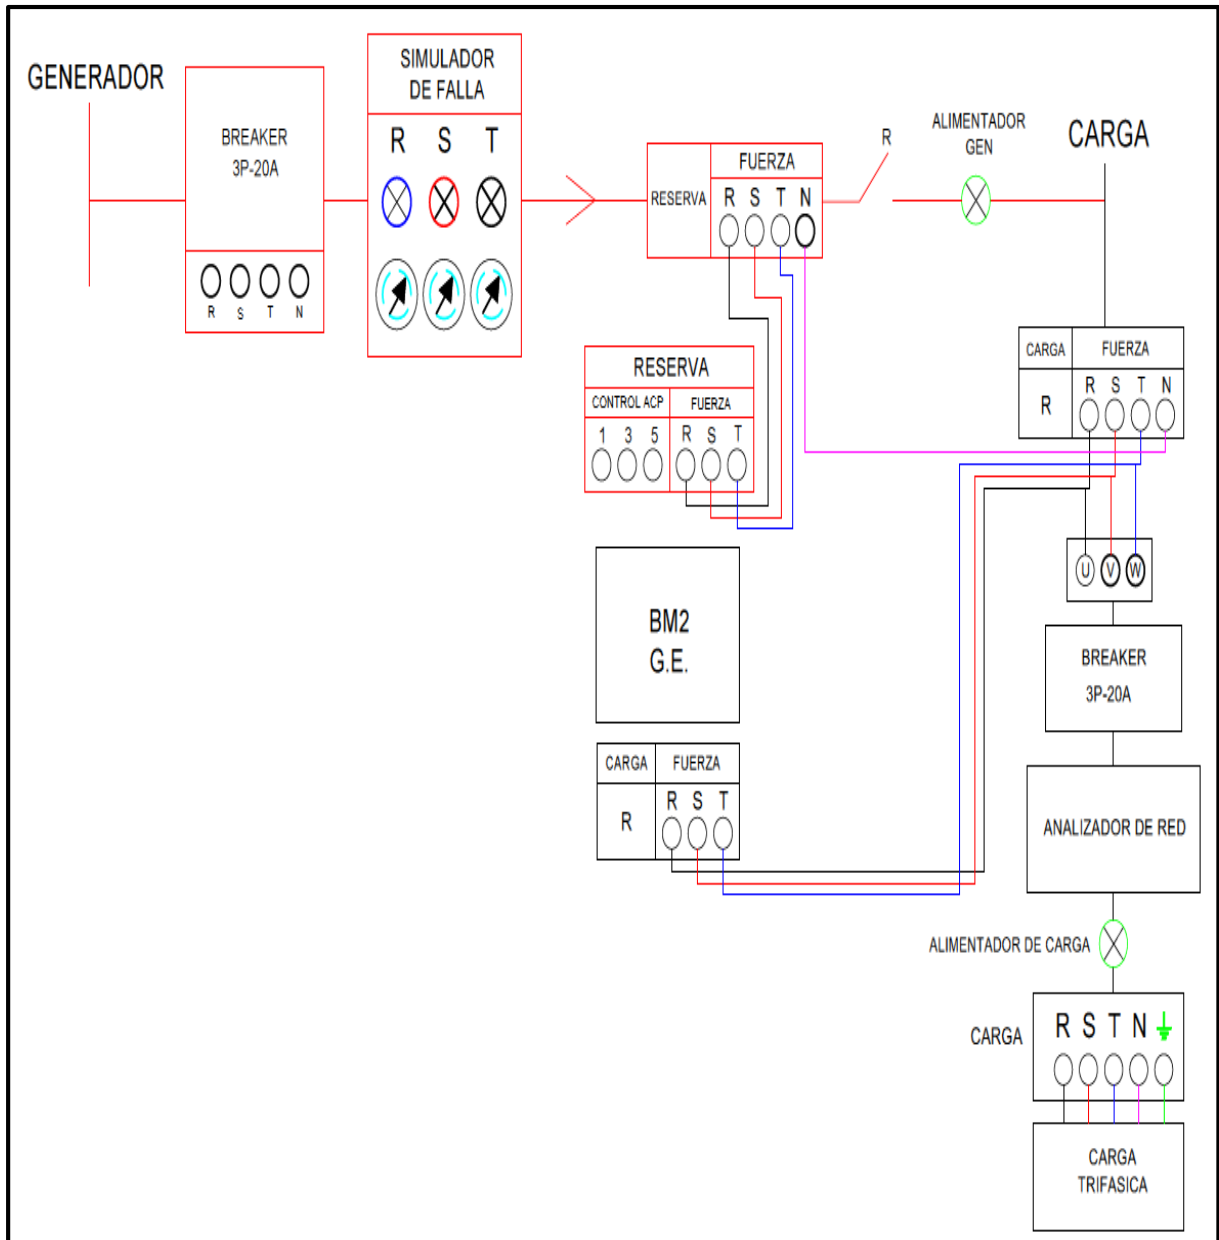 GENERADOR
BREAKER
3P-20A
R S T N
SIMULADOR
DE FALLA
R S T
RESERVA
FUERZA
R S T N
R
ALIMENTADOR
GEN
CARGA
RESERVA
CONTROL ACP FUERZA
1 3 5 R S T
CARGA FUERZA
R
R S T N
U V W
BM2
G.E.
BREAKER
3P-20A
CARGA FUERZA
R
R S T
ANALIZADOR DE RED
ALIMENTADOR DE CARGA
CARGA
R S T N
CARGA
TRIFASICA